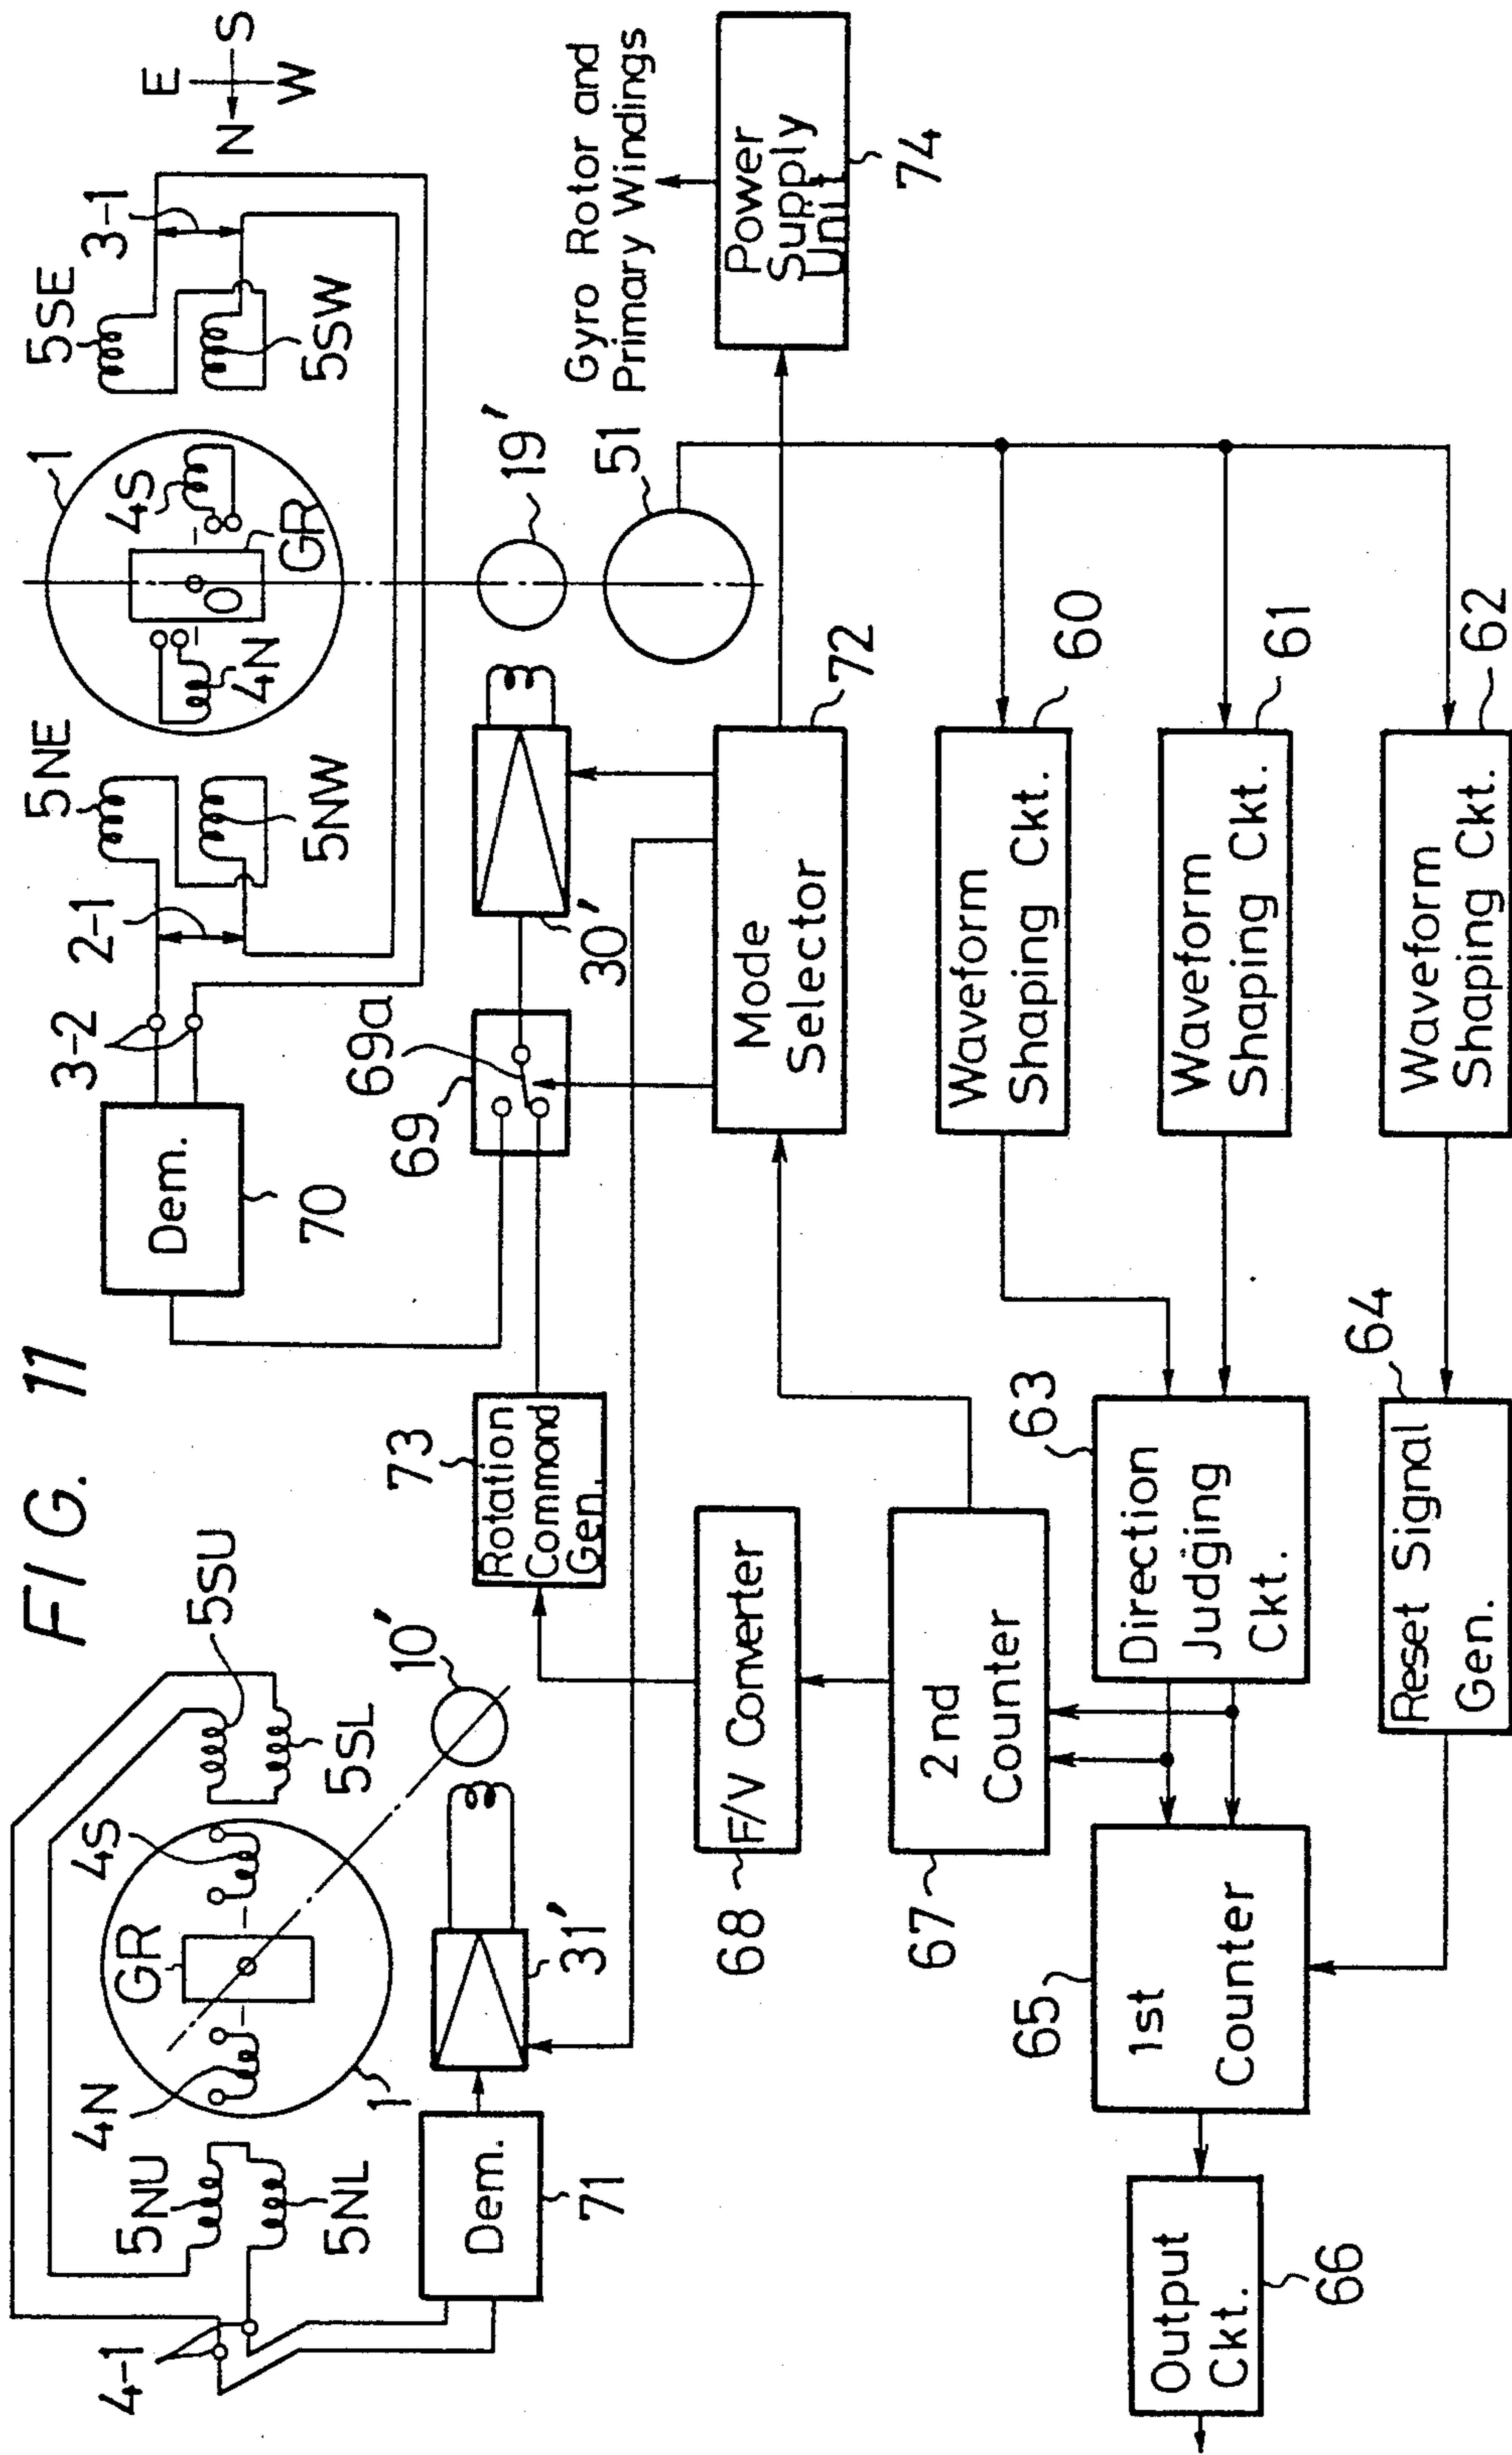 FIG. 11
E
N
S
W
5NU
5NL
4N
GR
4S
1
5SU
5SL
10'
4-1
Dem.
71
31'
Dem.
70
3-2
2-1
5NE
5NW
1
4N
O
4S
GR
5SE
5SW
3-1
19'
51
30'
69
69a
73
Rotation
Commond
Gen.
68
F/V Converter
72
Mode
Selector
Gyro Rotor and
Primary Windings
Power
Supply
Unit
74
67
2nd
Counter
60
Waveform
Shaping Ckt.
61
Waveform
Shaping Ckt.
62
Waveform
Shaping Ckt.
63
Direction
Judging
Ckt.
64
Reset Signal
Gen.
65
1st
Counter
Output
Ckt.
66